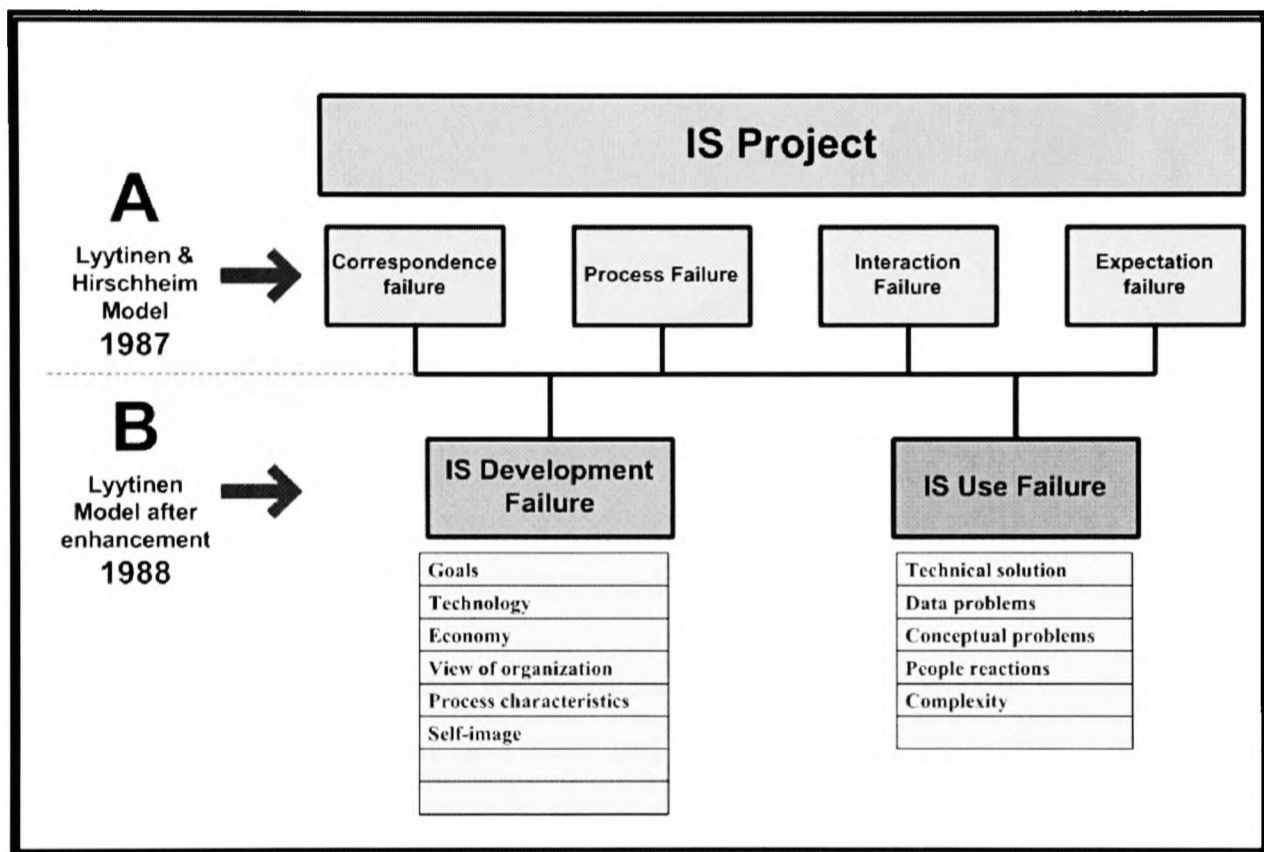 IS Project
A
Lyytinen &
Hirschheim
Model
1987
Correspondence
failure
Process Failure
Interaction
Failure
Expectation
failure
B
Lyytinen
Model after
enhancement
1988
IS Development
Failure
Goals
Technology
Economy
View of organization
Process characteristics
Self-image
IS Use Failure
Technical solution
Data problems
Conceptual problems
People reactions
Complexity